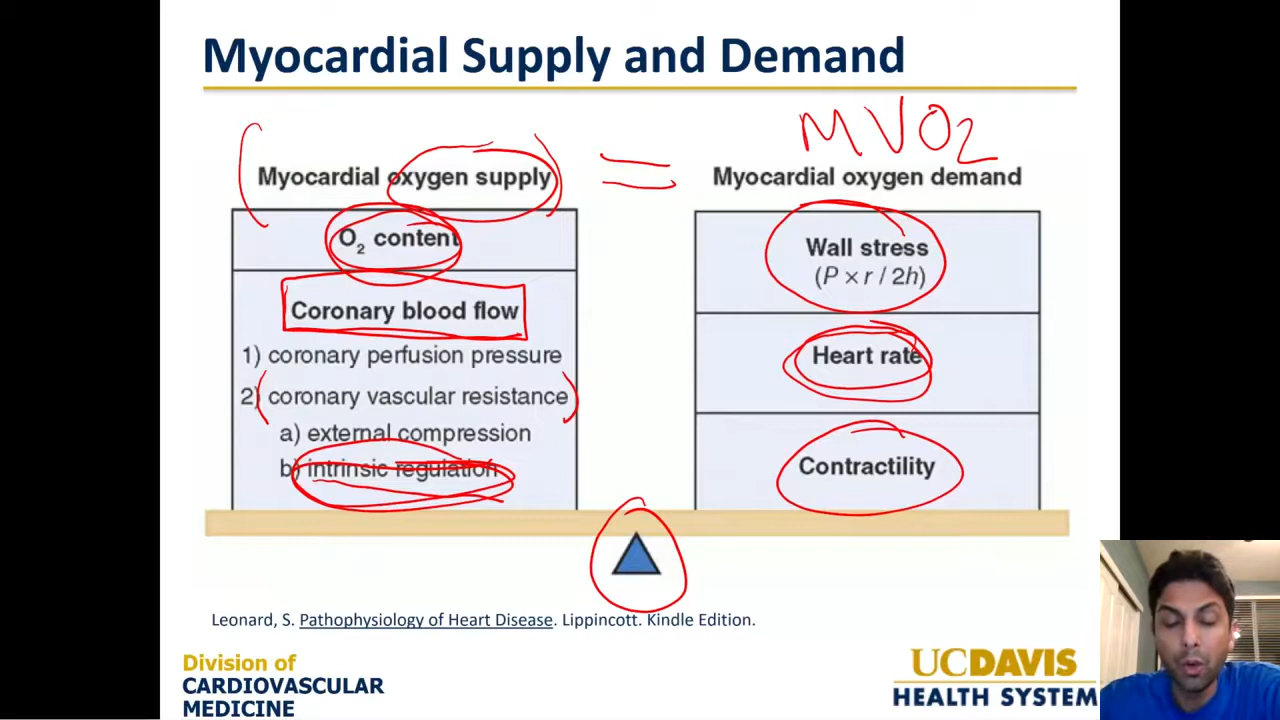 Myocardial Supply and Demand
MVO2
Myocardial oxygen supply
=
Myocardial oxygen demand
O₂ content
Coronary blood flow
1) coronary perfusion pressure
2) coronary vascular resistance
a) external compression
b) intrinsic regulation
Wall stress
(P × r / 2h)
Heart rate
Contractility
Leonard, S. Pathophysiology of Heart Disease. Lippincott. Kindle Edition.
Division of
CARDIOVASCULAR
MEDICINE
UCDAVIS
HEALTH SYSTEM